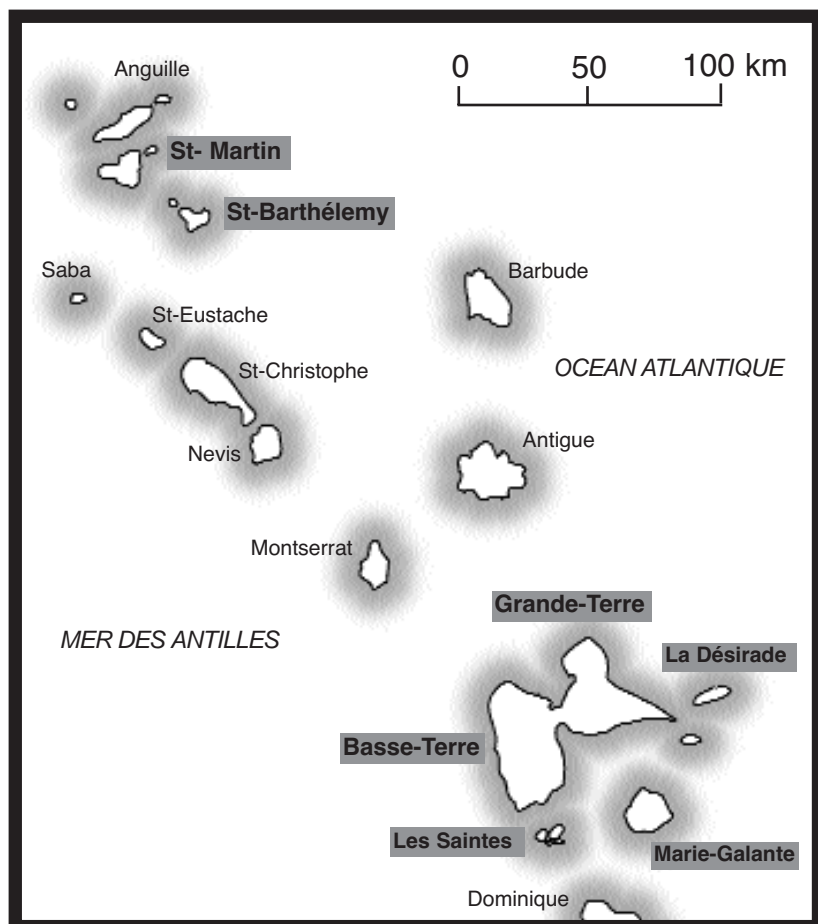 Anguille
0 50 100 km
St- Martin
St-Barthélemy
Saba
Barbude
St-Eustache
OCEAN ATLANTIQUE
St-Christophe
Antigue
Nevis
Montserrat
Grande-Terre
MER DES ANTILLES
La Désirade
Basse-Terre
Les Saintes
Marie-Galante
Dominique